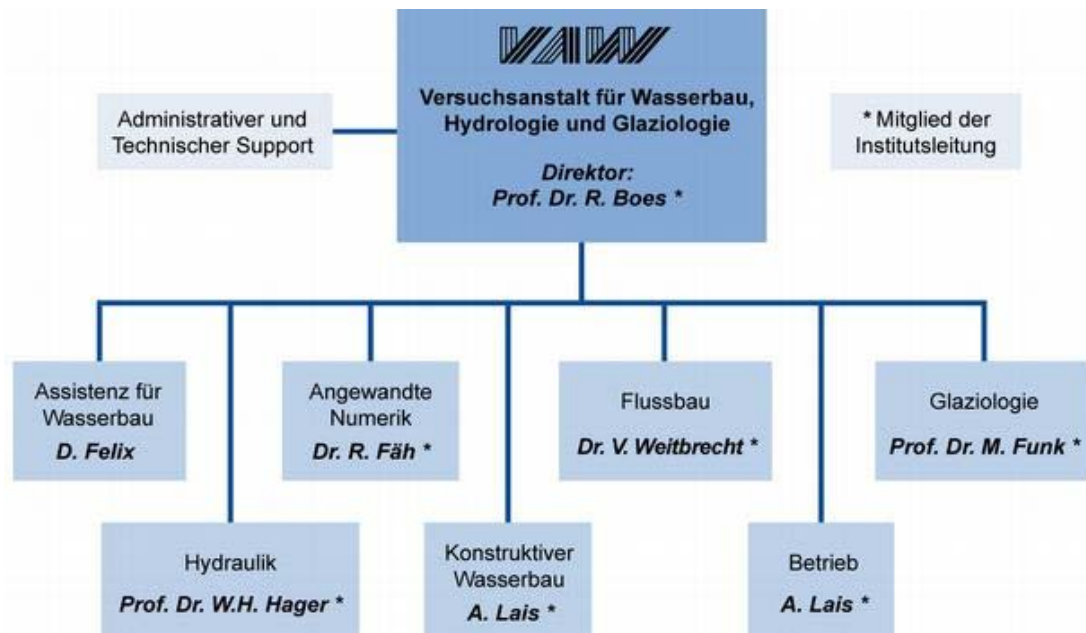 VAW
Versuchsanstalt für Wasserbau,
Hydrologie und Glaziologie
Direktor:
Prof. Dr. R. Boes *
Administrativer und
Technischer Support
* Mitglied der
Institutsleitung
Assistenz für
Wasserbau
D. Felix
Angewandte
Numerik
Dr. R. Fäh *
Flussbau
Dr. V. Weitbrecht *
Glaziologie
Prof. Dr. M. Funk *
Hydraulik
Prof. Dr. W.H. Hager *
Konstruktiver
Wasserbau
A. Lais *
Betrieb
A. Lais *